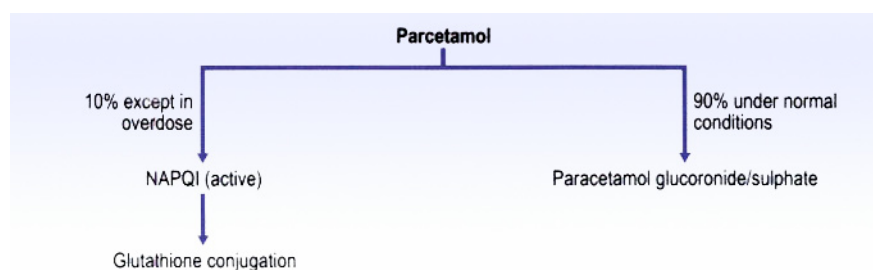 Parcetamol
10% except in
overdose
90% under normal
conditions
NAPQI (active)
Paracetamol glucoronide/sulphate
Glutathione conjugation